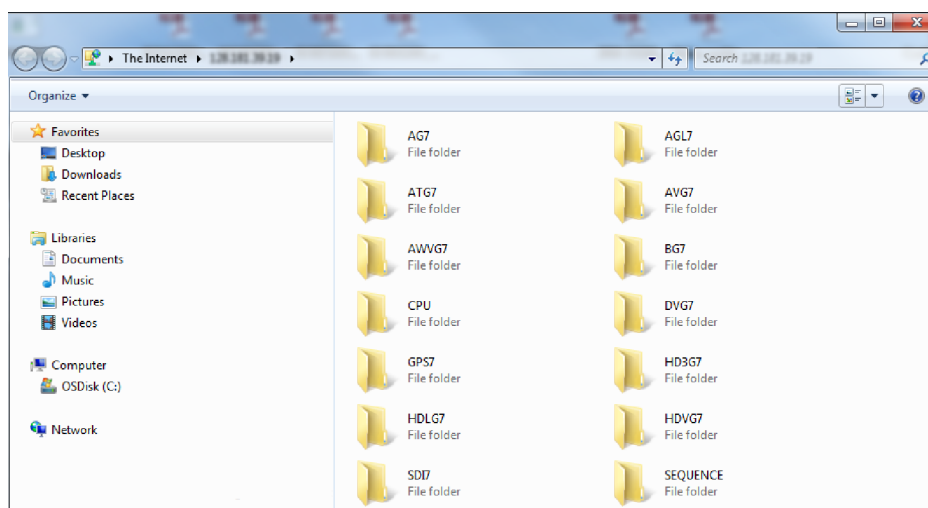 The Internet
Search
Organize
Favorites
Desktop
Downloads
Recent Places
Libraries
Documents
Music
Pictures
Videos
Computer
OSDisk (C:)
Network
AG7
File folder
AGL7
File folder
ATG7
File folder
AVG7
File folder
AWVG7
File folder
BG7
File folder
CPU
File folder
DVG7
File folder
GPS7
File folder
HD3G7
File folder
HDLG7
File folder
HDVG7
File folder
SDI7
File folder
SEQUENCE
File folder